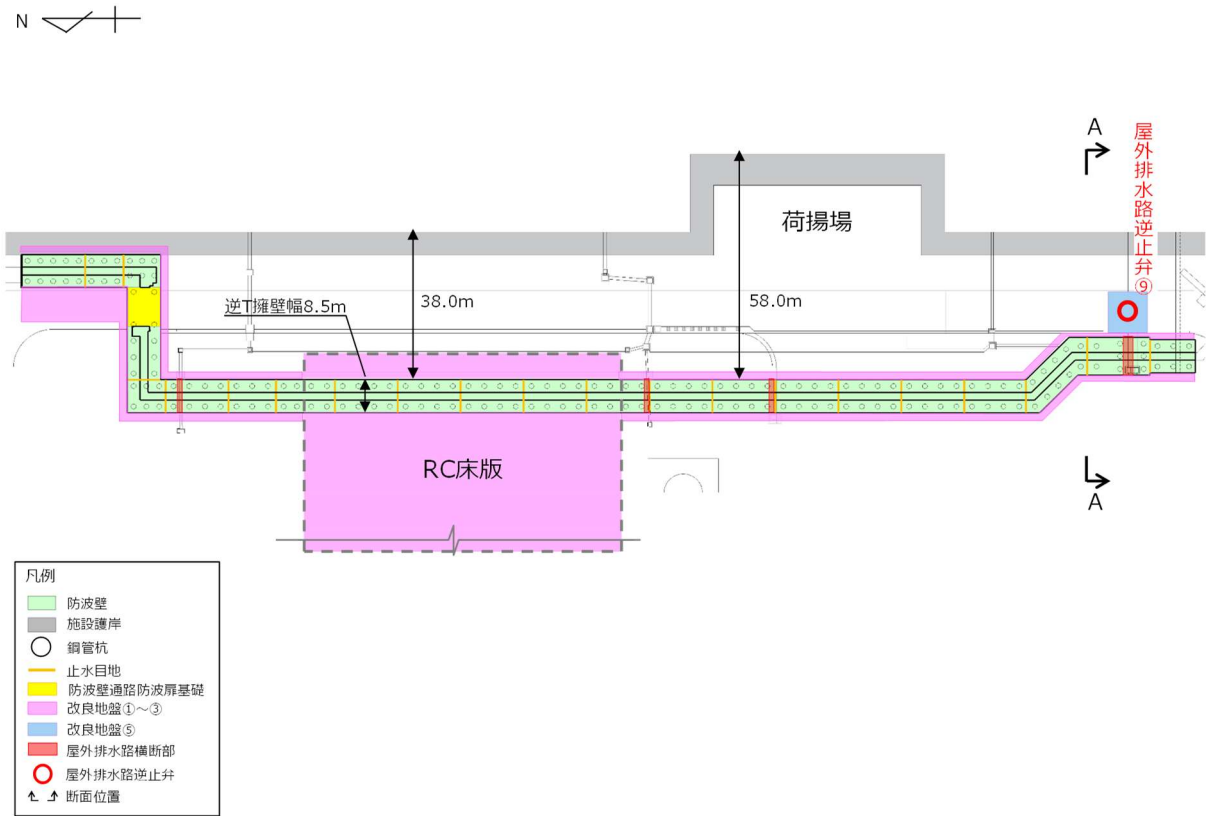 N
A
屋外排水路逆止弁⑨
荷揚場
逆T擁壁幅8.5m
38.0m
58.0m
RC床版
A
凡例
防波壁
施設護岸
鋼管杭
止水目地
防波壁通路防波扉基礎
改良地盤①～③
改良地盤⑤
屋外排水路横断部
屋外排水路逆止弁
断面位置